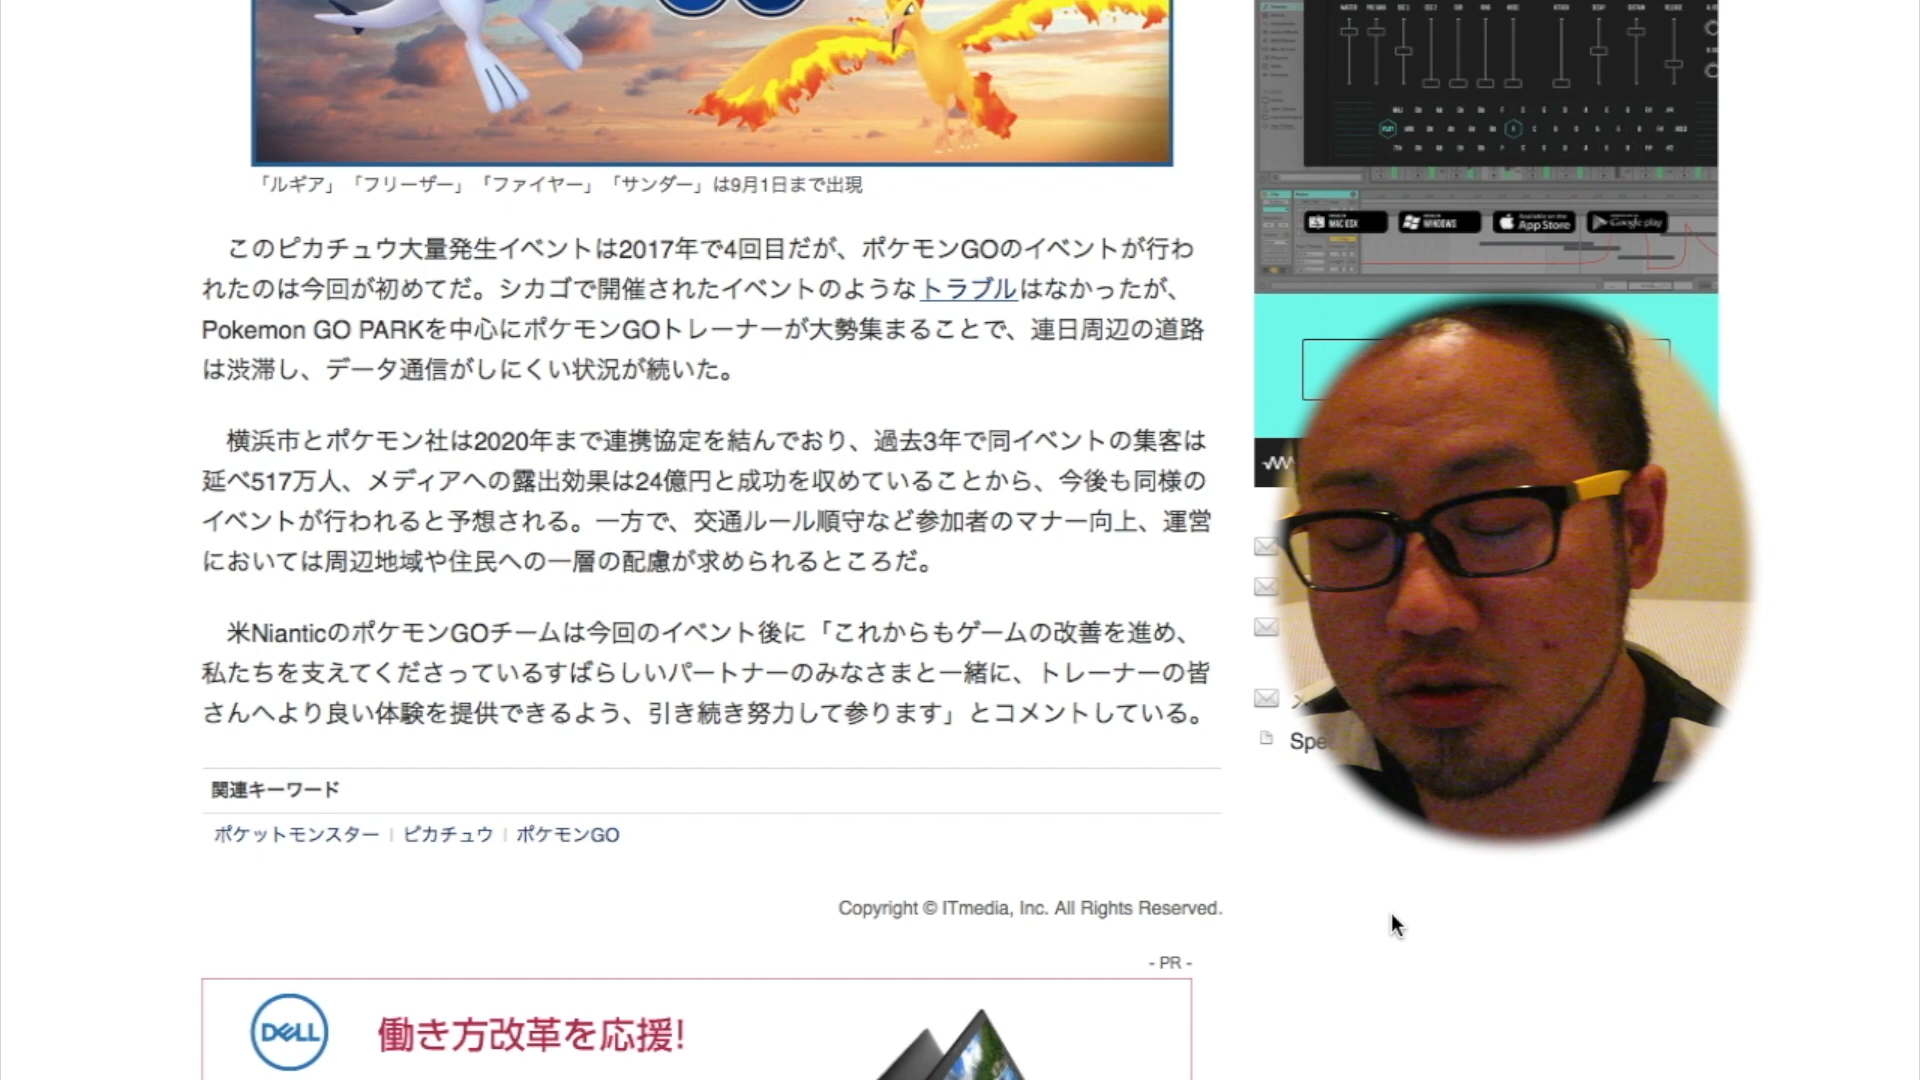 「ルギア」「フリーザー」「ファイヤー」「サンダー」は9月1日まで出現
このピカチュウ大量発生イベントは2017年で4回目だが、ポケモンGOのイベントが行わ
れたのは今回が初めてだ。シカゴで開催されたイベントのようなトラブルはなかったが、
Pokemon GO PARKを中心にポケモンGOトレーナーが大勢集まることで、連日周辺の道路
は渋滞し、データ通信がしにくい状況が続いた。
横浜市とポケモン社は2020年まで連携協定を結んでおり、過去3年で同イベントの集客は
延べ517万人、メディアへの露出効果は24億円と成功を収めていることから、今後も同様の
イベントが行われると予想される。一方で、交通ルール順守など参加者のマナー向上、運営
においては周辺地域や住民への一層の配慮が求められるところだ。
米NianticのポケモンGOチームは今回のイベント後に「これからもゲームの改善を進め、
私たちを支えてくださっているすばらしいパートナーのみなさまと一緒に、トレーナーの皆
さんへより良い体験を提供できるよう、引き続き努力して参ります」とコメントしている。
関連キーワード
ポケットモンスター | ピカチュウ | ポケモンGO
Copyright © ITmedia, Inc. All Rights Reserved.
- PR -
DELL
働き方改革を応援!
MAC OSX
WINDOWS
Available on the
App Store
Google play
Spe